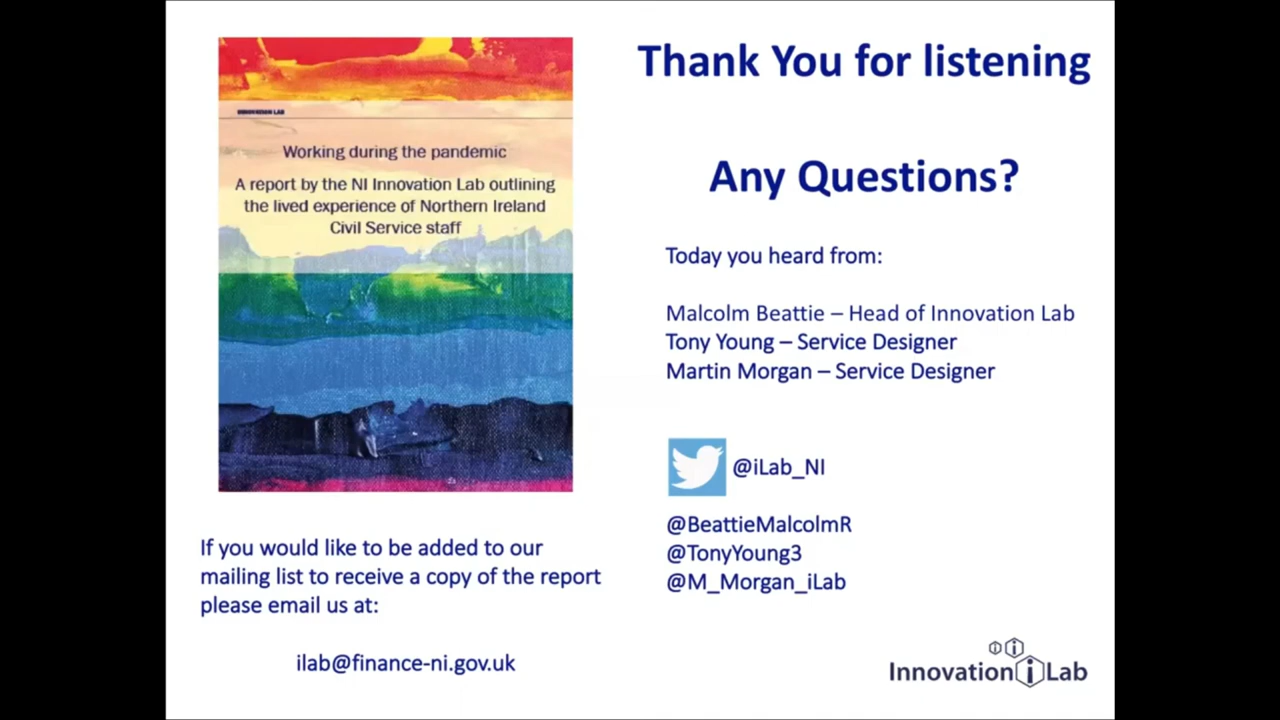 INNOVATION LAB
Working during the pandemic
A report by the NI Innovation Lab outlining
the lived experience of Northern Ireland
Civil Service staff
If you would like to be added to our
mailing list to receive a copy of the report
please email us at:
ilab@finance-ni.gov.uk
Thank You for listening
Any Questions?
Today you heard from:
Malcolm Beattie – Head of Innovation Lab
Tony Young – Service Designer
Martin Morgan – Service Designer
@iLab_NI
@BeattieMalcolmR
@TonyYoung3
@M_Morgan_iLab
i i
Innovation i Lab